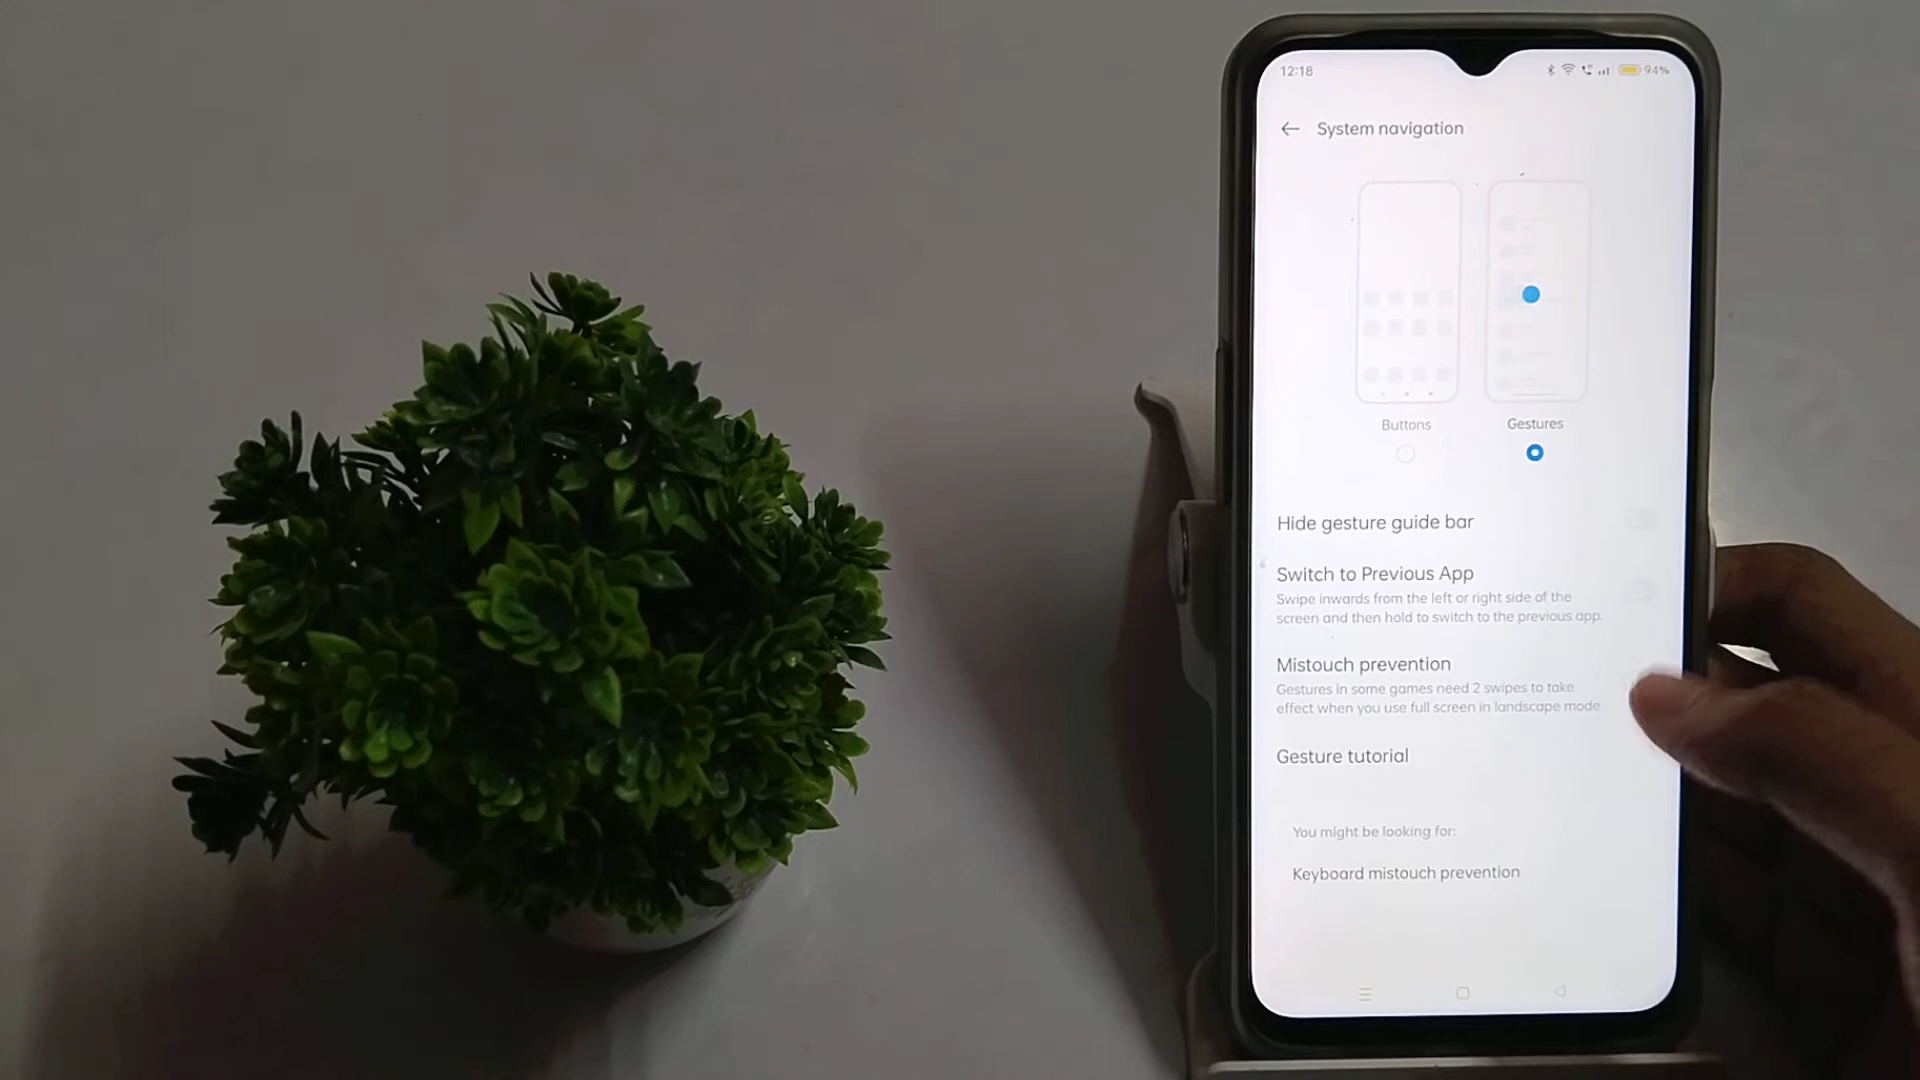 12:18
94%
System navigation
Buttons
Gestures
Hide gesture guide bar
Switch to Previous App
Swipe inwards from the left or right side of the
screen and then hold to switch to the previous app.
Mistouch prevention
Gestures In some games need 2 swipes to take
effect when you use full screen in landscape mode
Gesture tutorial
You might be looking for:
Keyboard mistouch prevention